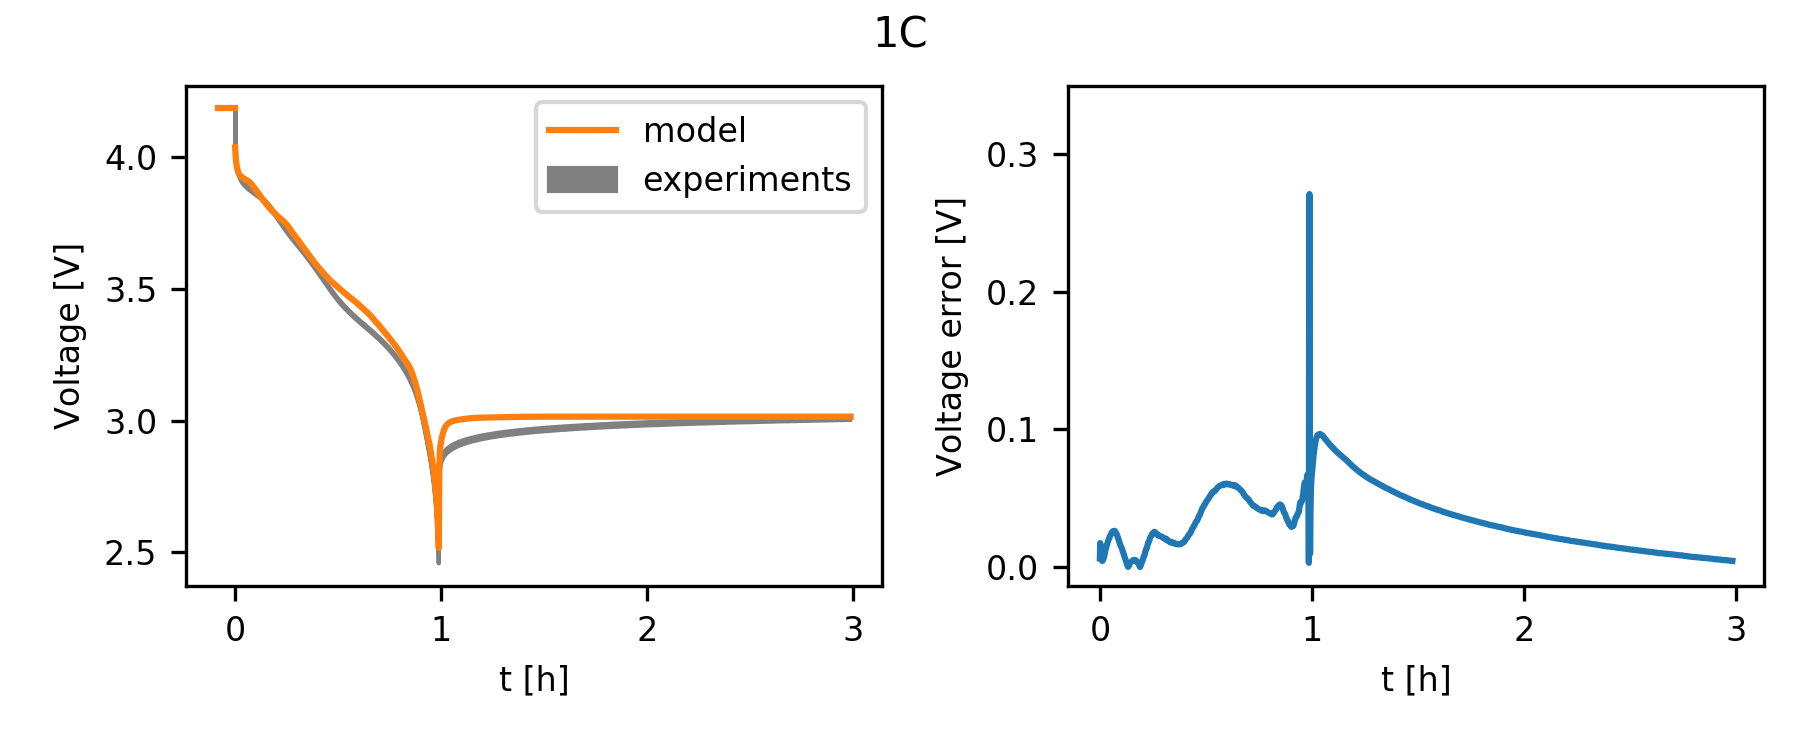 1C
Voltage [V]
4.0
3.5
3.0
2.5
model
experiments
0 1 2 3
t [h]
Voltage error [V]
0.3
0.2
0.1
0.0
0 1 2 3
t [h]